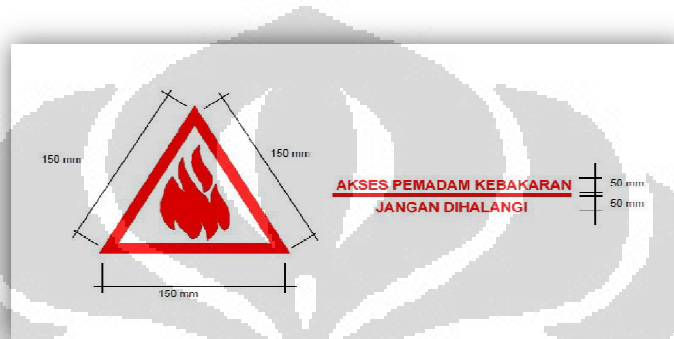 150 mm
150 mm
AKSES PEMADAM KEBAKARAN
50 mm
JANGAN DIHALANGI
50 mm
150 mm